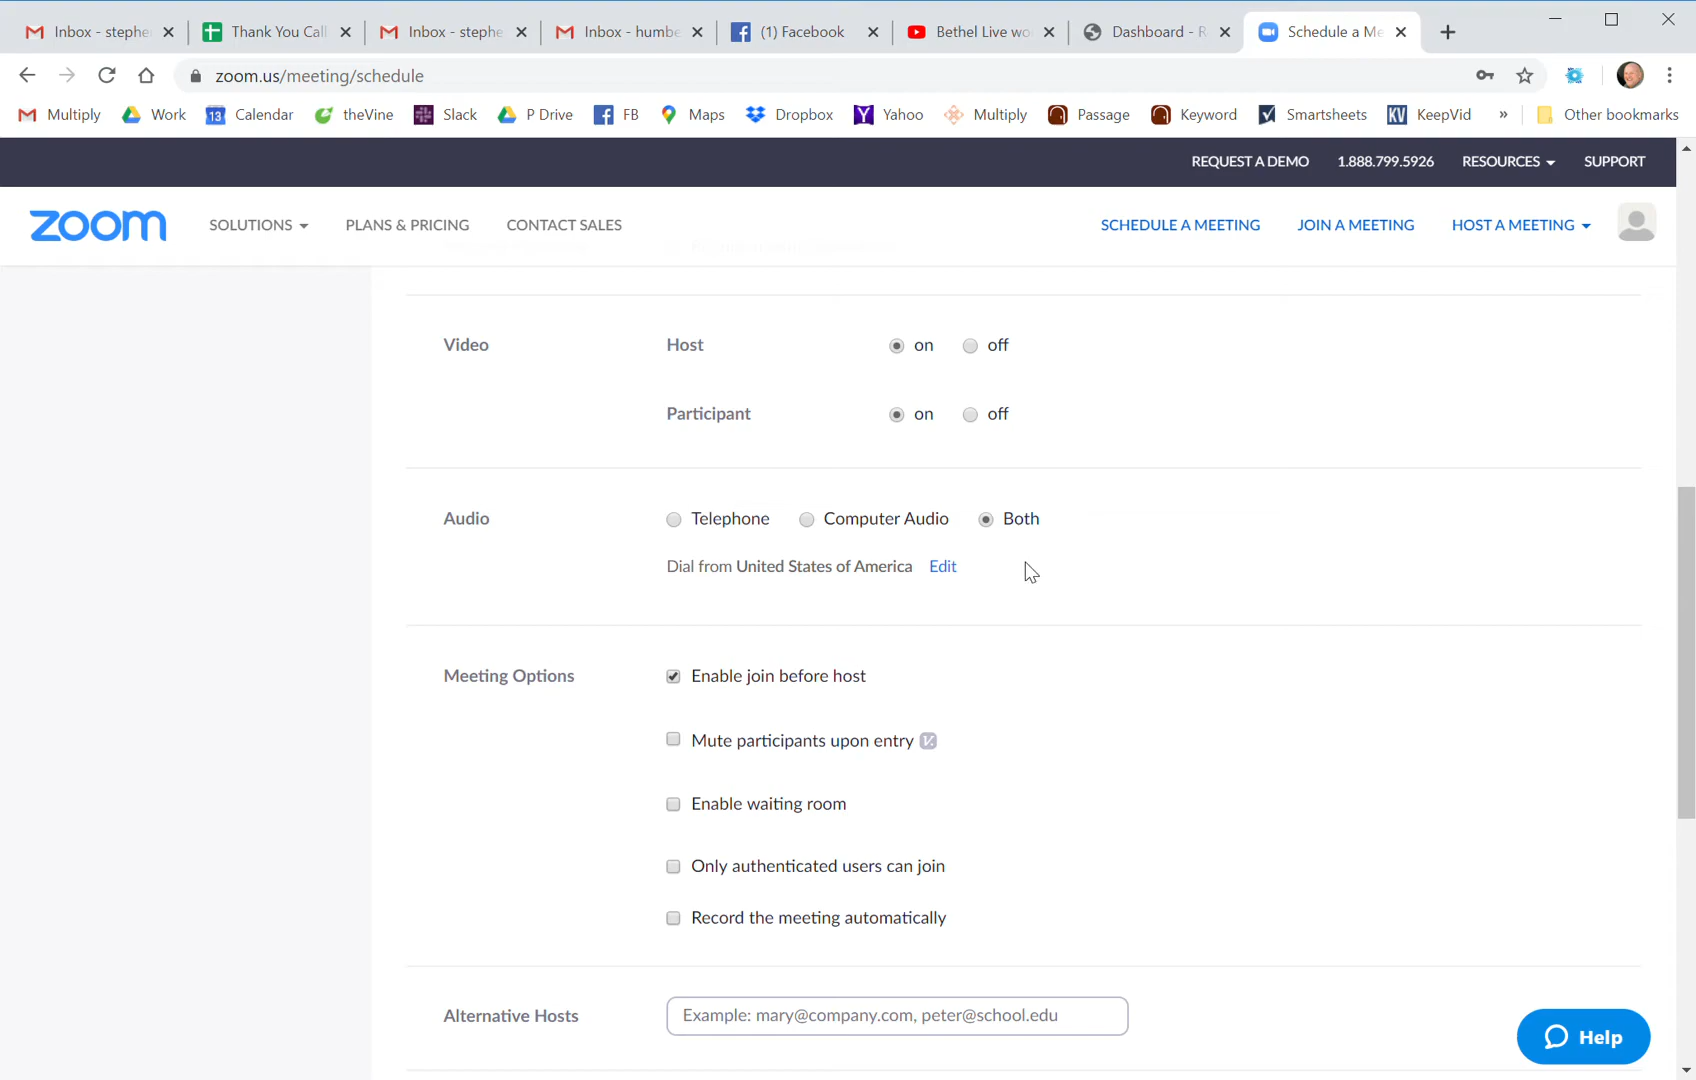 Inbox - stephe
Thank You Call
Inbox - stephe
Inbox - humbe
(1) Facebook
Bethel Live wo
Dashboard - R
Schedule a Me
zoom.us/meeting/schedule
Multiply
Work
13 Calendar
theVine
Slack
P Drive
FB
Maps
Dropbox
Yahoo
Multiply
Passage
Keyword
Smartsheets
KV KeepVid
»
Other bookmarks
REQUEST A DEMO
1.888.799.5926
RESOURCES
SUPPORT
zoom
SOLUTIONS
PLANS & PRICING
CONTACT SALES
SCHEDULE A MEETING
JOIN A MEETING
HOST A MEETING
Video
Host
on
off
Participant
on
off
Audio
Telephone
Computer Audio
Both
Dial from United States of America Edit
Meeting Options
Enable join before host
Mute participants upon entry
Enable waiting room
Only authenticated users can join
Record the meeting automatically
Alternative Hosts
Example: mary@company.com, peter@school.edu
Help